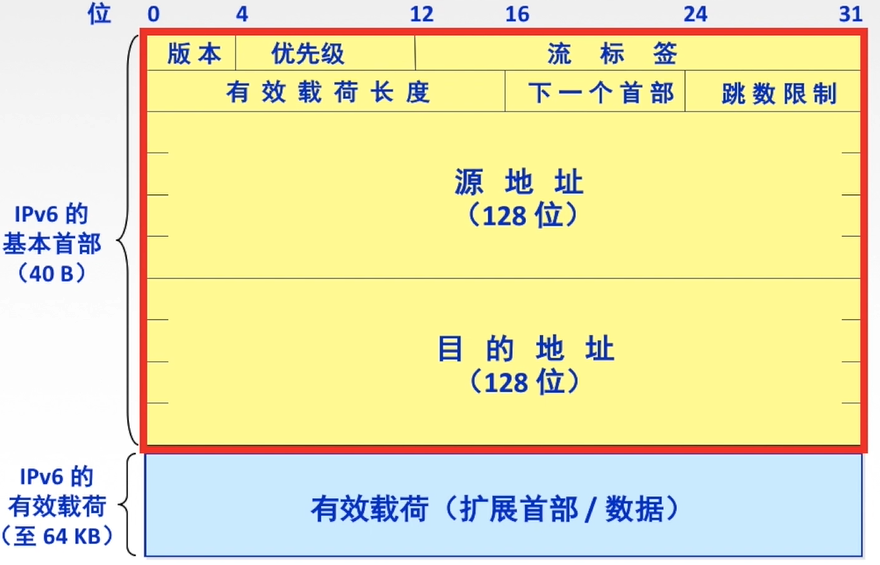 位 0 4 12 16 24 31
版本 优先级 流标签
有效载荷长度 下一个首部 跳数限制
源地址
（128 位）
IPv6 的
基本首部
（40 B）
目的地址
（128 位）
IPv6 的
有效载荷
（至 64 KB）
有效载荷（扩展首部 / 数据）